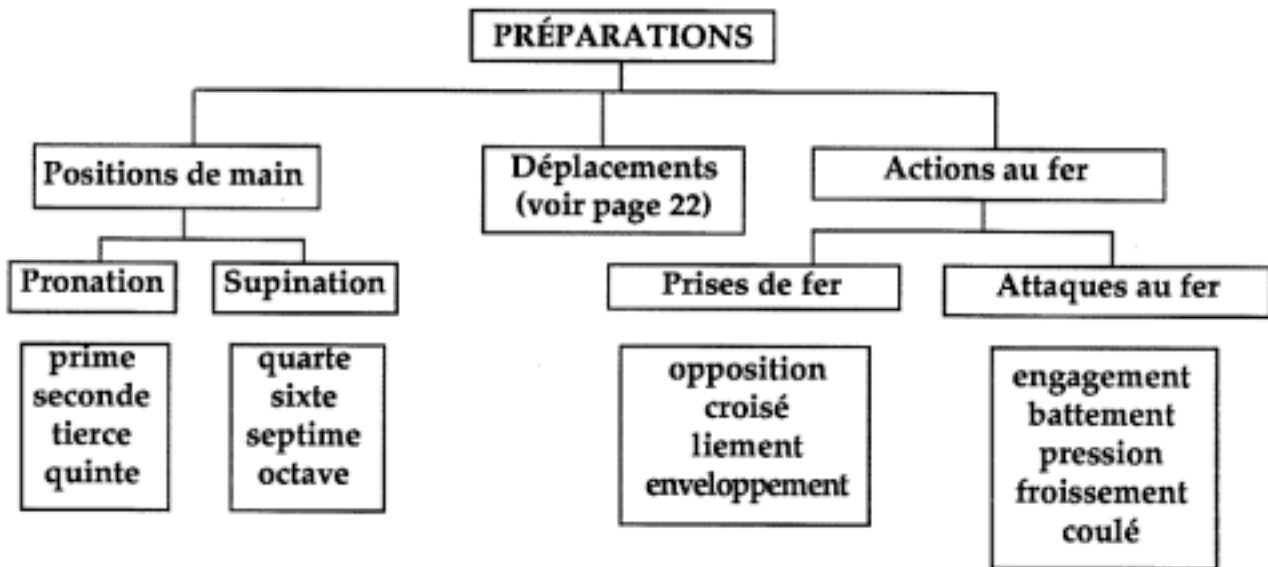 PRÉPARATIONS
Positions de main
Déplacements
(voir page 22)
Actions au fer
Pronation
Supination
Prises de fer
Attaques au fer
prime
seconde
tierce
quinte
quarte
sixte
septime
octave
opposition
croisé
liement
enveloppement
engagement
battement
pression
froissement
coulé